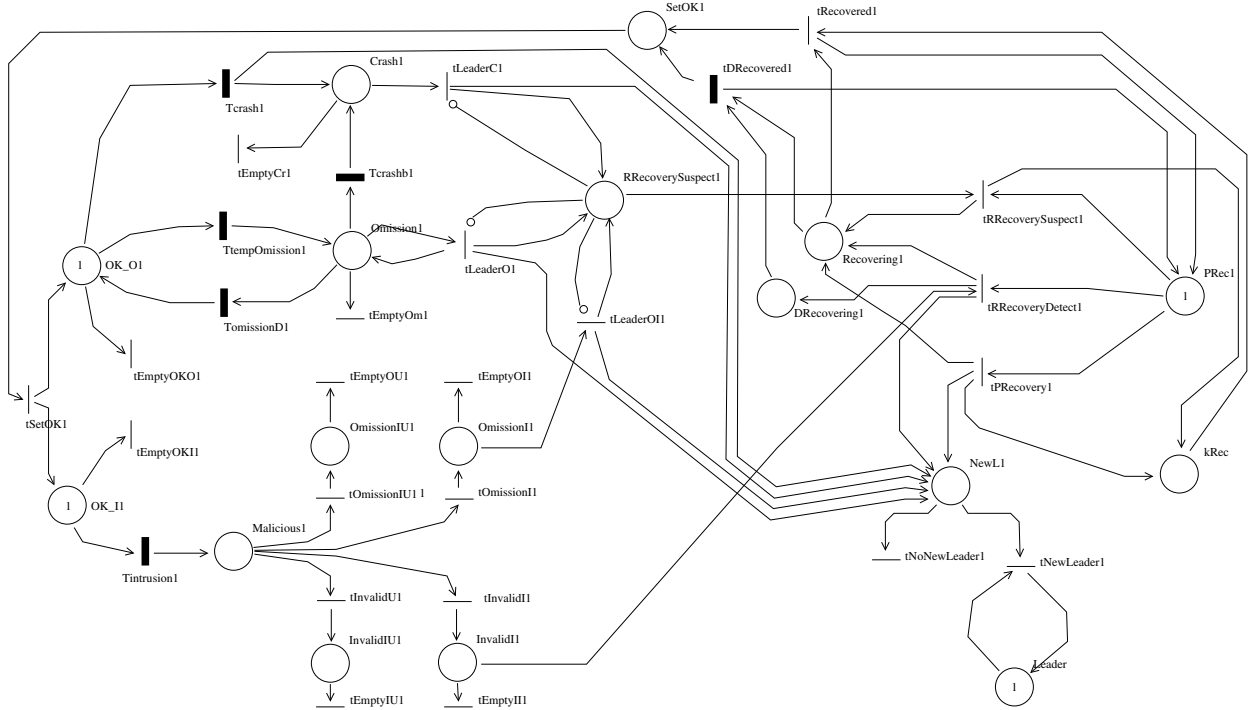 SetOK1
tRecovered1
Crash1
tLeaderC1
tDRecovered1
Tcrash1
tEmptyCr1
Tcrashb1
RRecoverySuspect1
Omission1
tRRecoverySuspect1
TtempOmission1
1
OK_O1
tLeaderO1
Recovering1
PRec1
1
DRecovering1
tRRecoveryDetect1
TomissionD1
tEmptyOm1
tLeaderOI1
tEmptyOKO1
tEmptyOU1
tEmptyOI1
tPRecovery1
tSetOK1
OmissionIU1
OmissionI1
tEmptyOKI1
kRec
NewL1
tOmissionIU1 1
tOmissionI1
1
OK_I1
Malicious1
tNoNewLeader1
tNewLeader1
Tintrusion1
tInvalidU1
tInvalidI1
InvalidIU1
InvalidI1
Leader
1
tEmptyIU1
tEmptyII1